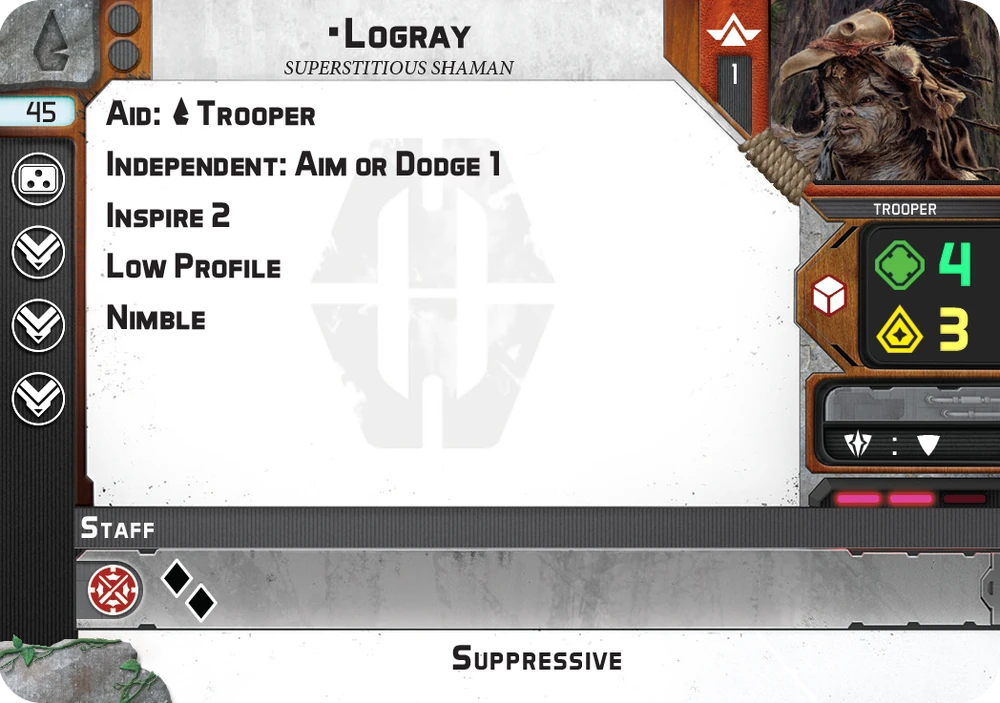 ▪Logray
Superstitious Shaman
1
45
Aid: Trooper
Independent: Aim or Dodge 1
Inspire 2
Low Profile
Nimble
TROOPER
4
3
:
Staff
Suppressive